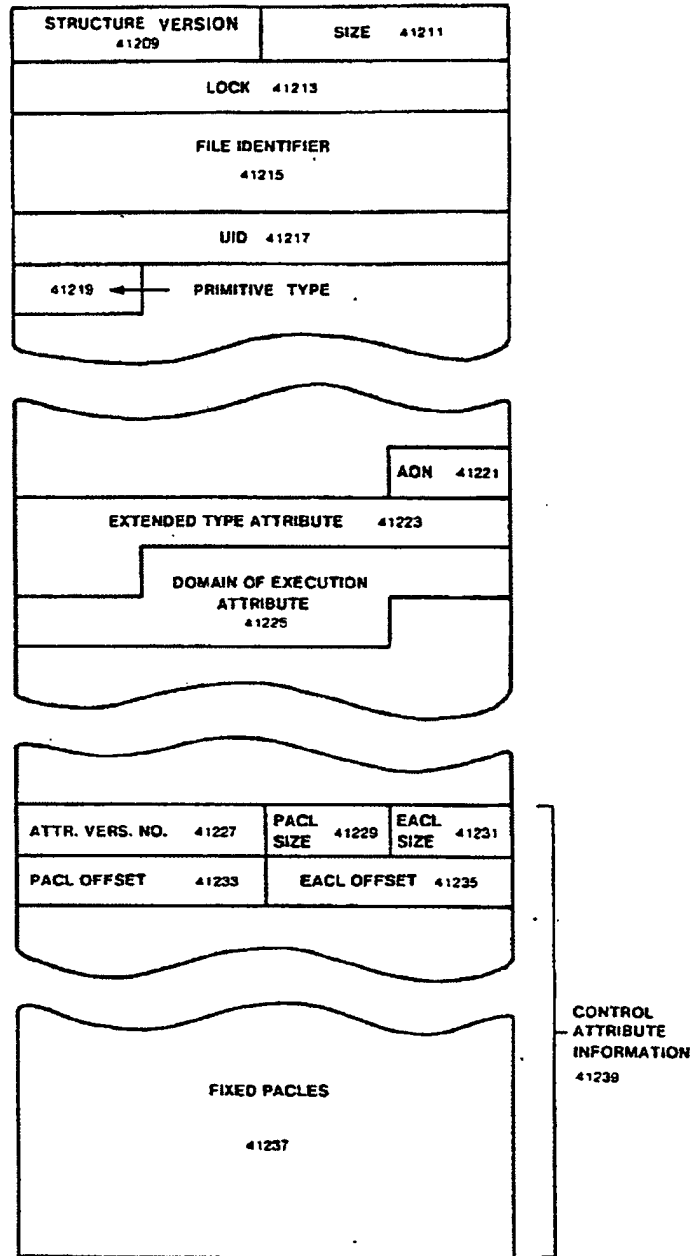 STRUCTURE VERSION
41209
SIZE 41211
LOCK 41213
FILE IDENTIFIER
41215
UID 41217
41219
PRIMITIVE TYPE
AON 41221
EXTENDED TYPE ATTRIBUTE 41223
DOMAIN OF EXECUTION
ATTRIBUTE
41225
ATTR. VERS. NO. 41227
PACL
SIZE 41229
EACL
SIZE 41231
PACL OFFSET 41233
EACL OFFSET 41235
FIXED PACLES
41237
CONTROL
ATTRIBUTE
INFORMATION
41239